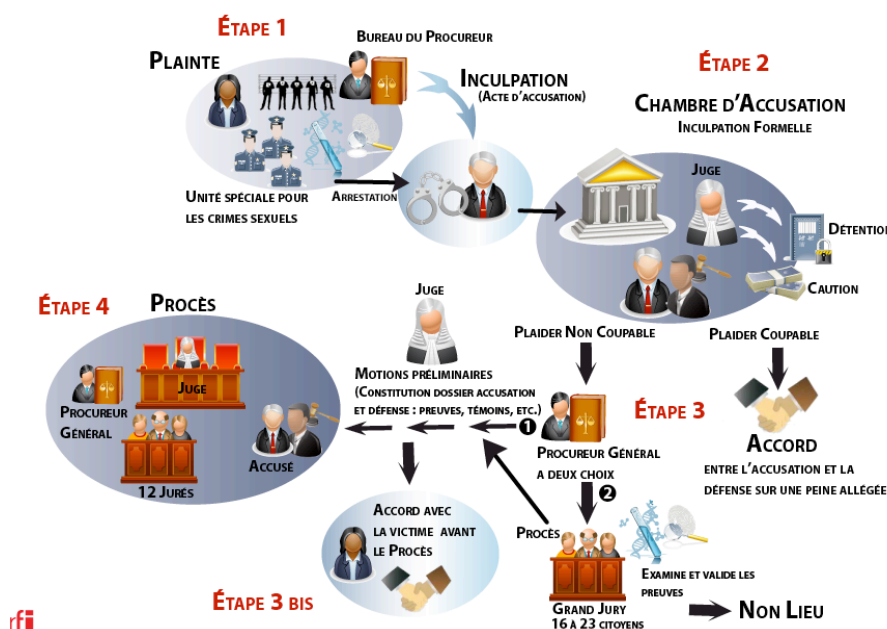 ÉTAPE 1
BUREAU DU PROCUREUR
PLAINTE
INCULPATION
(ACTE D'ACCUSATION)
UNITÉ SPÉCIALE POUR
LES CRIMES SEXUELS
ARRESTATION
ÉTAPE 2
CHAMBRE D'ACCUSATION
INCULPATION FORMELLE
JUGE
DÉTENTION
CAUTION
PLAIDER NON COUPABLE
PLAIDER COUPABLE
ÉTAPE 3
ACCORD
ENTRE L'ACCUSATION ET LA
DÉFENSE SUR UNE PEINE ALLÉGÉE
❶
PROCUREUR GÉNÉRAL
A DEUX CHOIX
❷
PROCÈS
EXAMINE ET VALIDE LES
PREUVES
GRAND JURY
16 A 23 CITOYENS
NON LIEU
JUGE
MOTIONS PRÉLIMINAIRES
(CONSTITUTION DOSSIER ACCUSATION
ET DÉFENSE : PREUVES, TÉMOINS, ETC.)
ACCORD AVEC
LA VICTIME AVANT
LE PROCÈS
ÉTAPE 3 BIS
ÉTAPE 4
PROCÈS
JUGE
PROCUREUR
GÉNÉRAL
ACCUSÉ
12 JURÉS
rfi